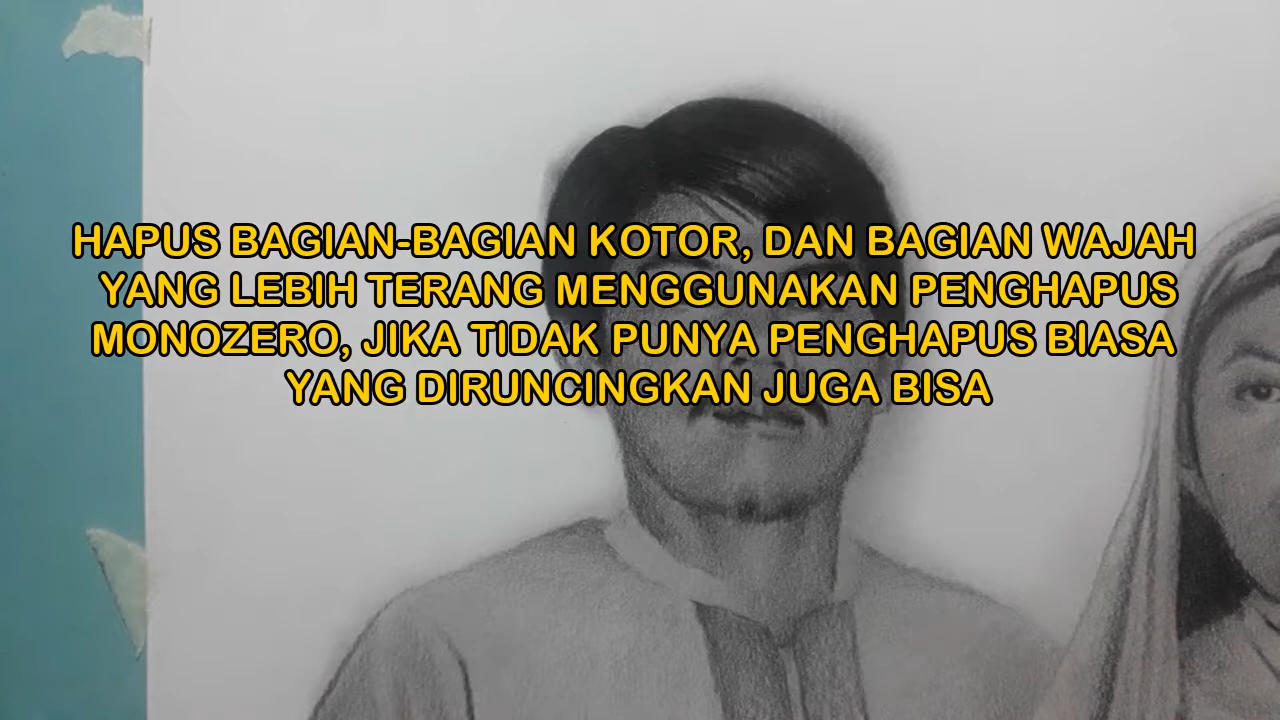 HAPUS BAGIAN-BAGIAN KOTOR, DAN BAGIAN WAJAH
YANG LEBIH TERANG MENGGUNAKAN PENGHAPUS
MONOZERO, JIKA TIDAK PUNYA PENGHAPUS BIASA
YANG DIRUNCINGKAN JUGA BISA